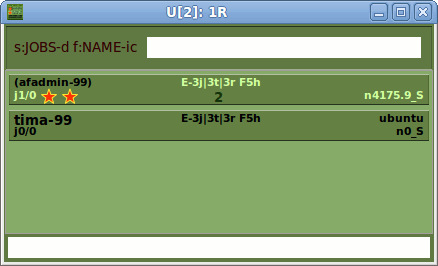 U[2]: 1R
s:JOBS-d f:NAME-ic
(afadmin-99) E-3j|3t|3r F5h
j1/0 2 n4175.9_S
tima-99 E-3j|3t|3r F5h ubuntu
j0/0 n0_S